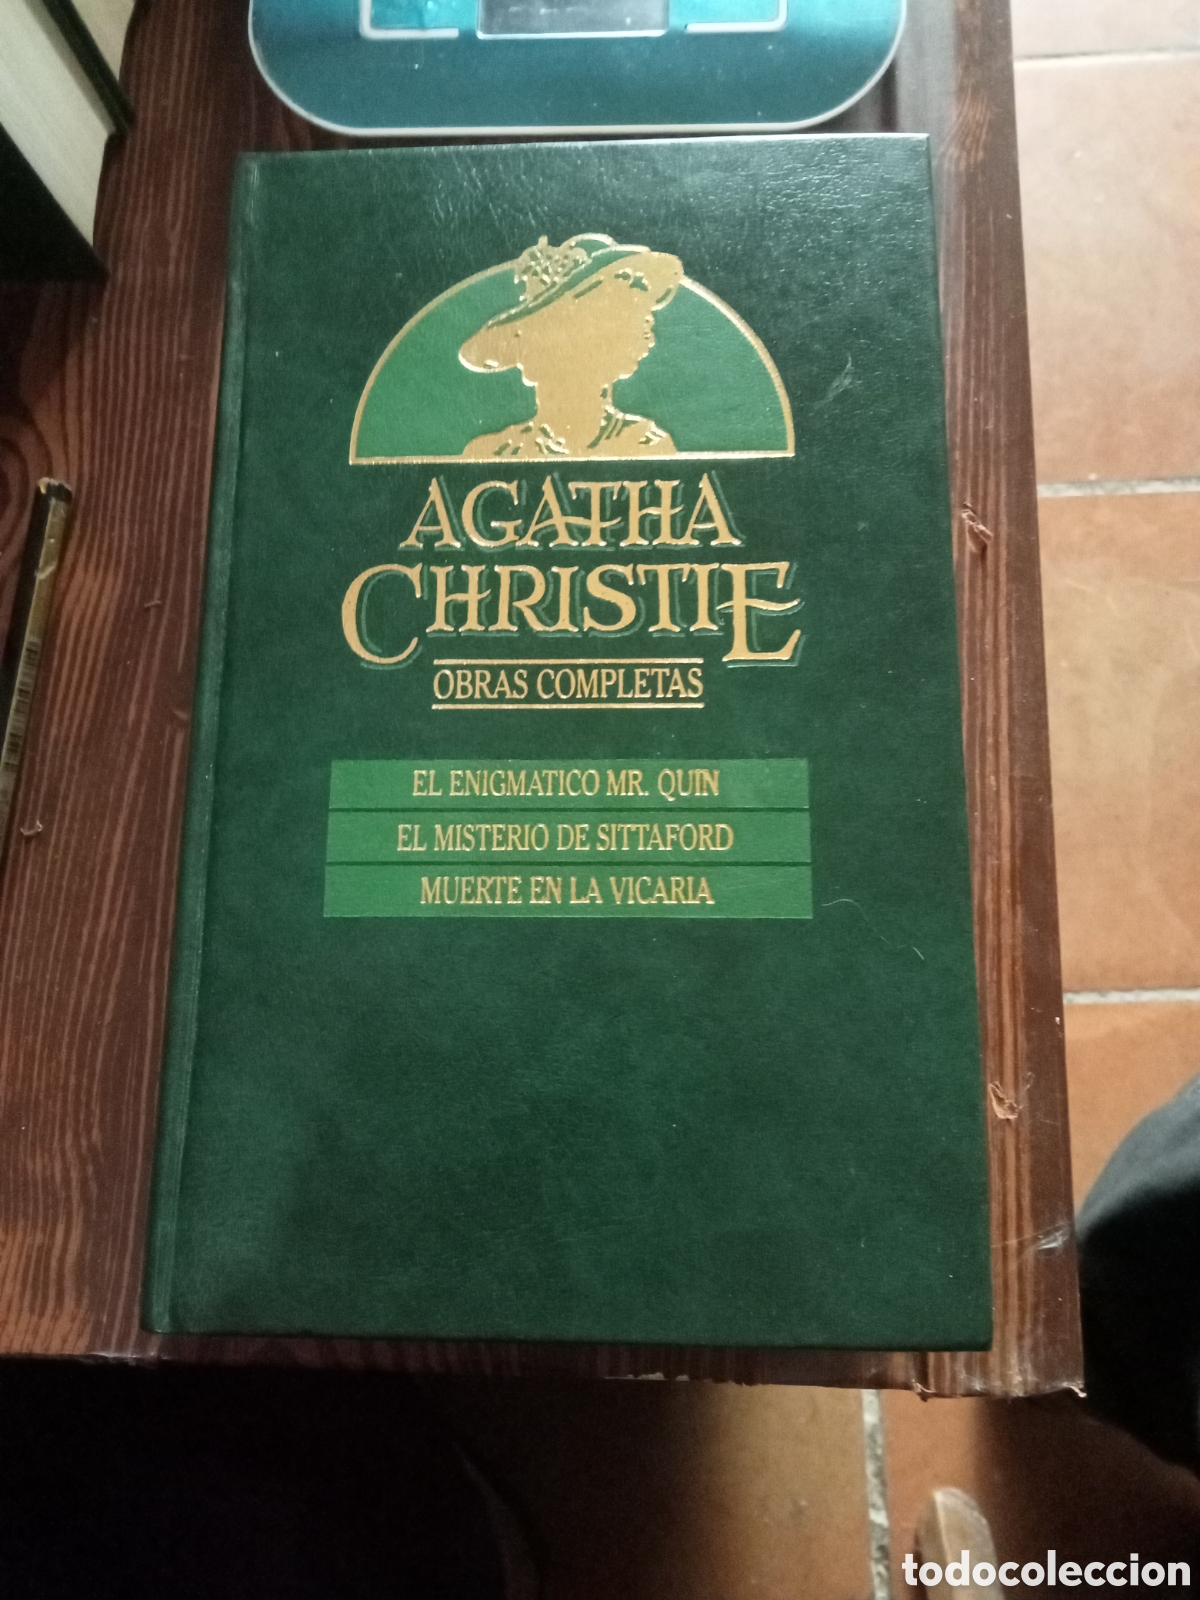 AGATHA
CHRISTIE
OBRAS COMPLETAS
EL ENIGMATICO MR. QUIN
EL MISTERIO DE SITTAFORD
MUERTE EN LA VICARIA
todocoleccion